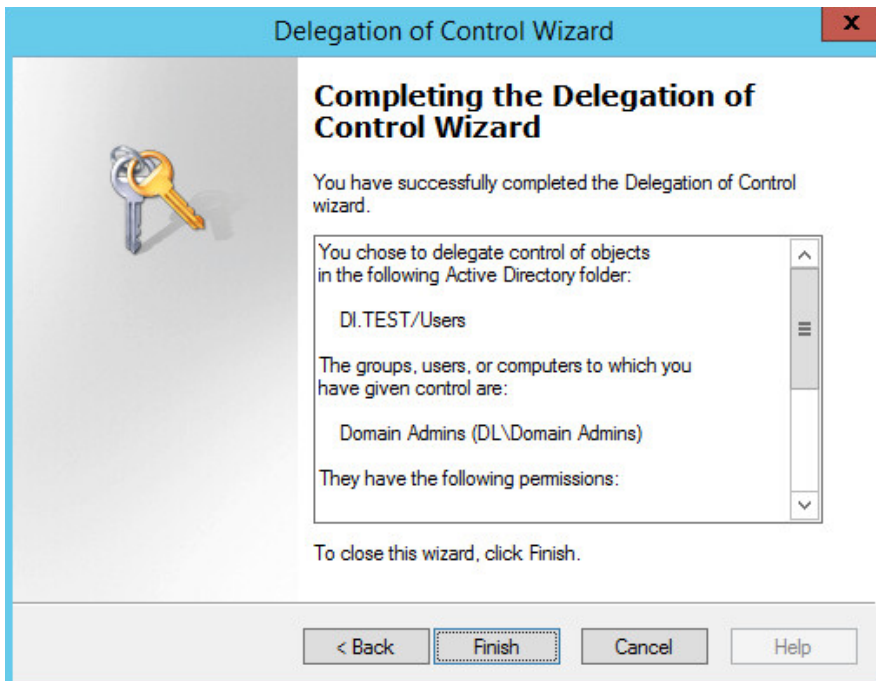 Delegation of Control Wizard
x
Completing the Delegation of
Control Wizard
You have successfully completed the Delegation of Control
wizard.
You chose to delegate control of objects
in the following Active Directory folder:
DI.TEST/Users
The groups, users, or computers to which you
have given control are:
Domain Admins (DL\Domain Admins)
They have the following permissions:
To close this wizard, click Finish.
< Back
Finish
Cancel
Help